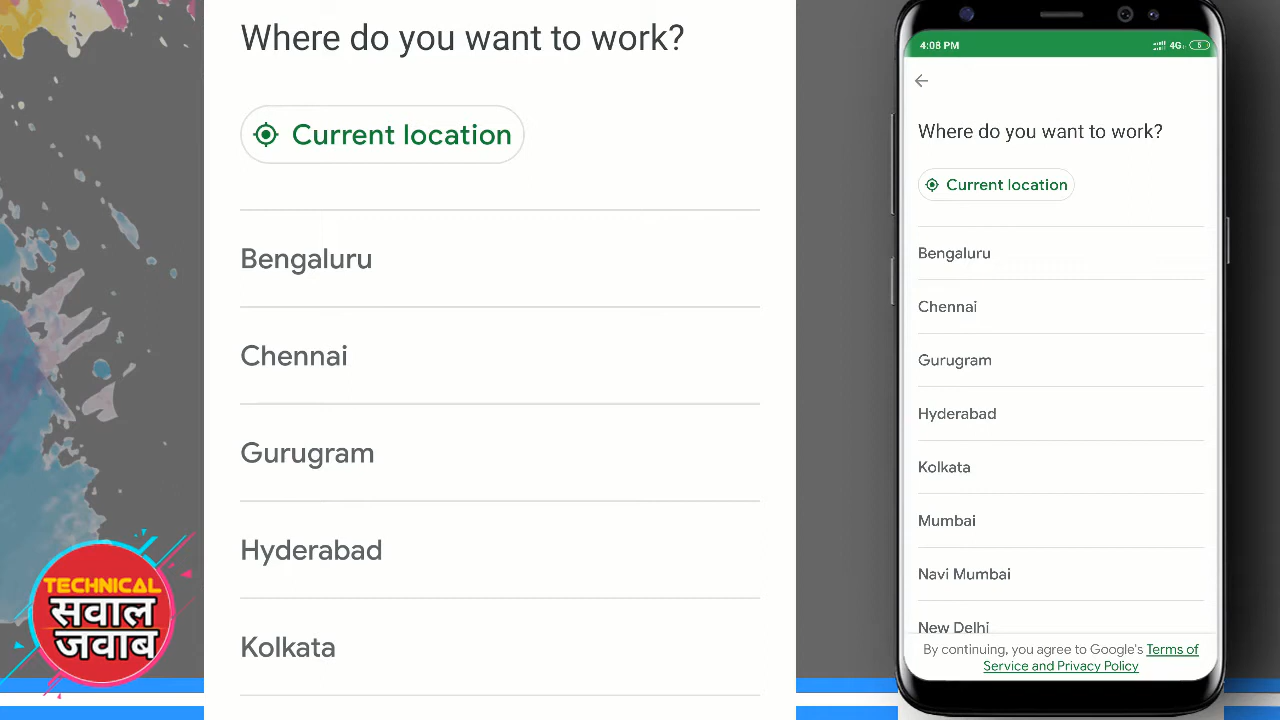 Where do you want to work?
Current location
Bengaluru
Chennai
Gurugram
Hyderabad
Kolkata
TECHNICAL
सवाल
जवाब
4:08 PM
4G
5
Where do you want to work?
Current location
Bengaluru
Chennai
Gurugram
Hyderabad
Kolkata
Mumbai
Navi Mumbai
New Delhi
By continuing, you agree to Google's Terms of
Service and Privacy Policy